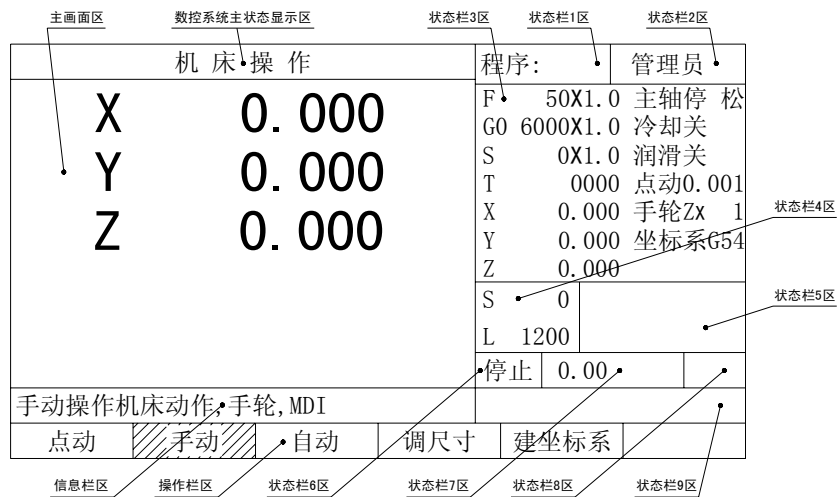 主画面区 数控系统主状态显示区 状态栏3区 状态栏1区 状态栏2区
机 床 操 作 程序: 管理员
X 0.000
Y 0.000
Z 0.000
F 50X1.0 主轴停 松
G0 6000X1.0 冷却关
S 0X1.0 润滑关
T 0000 点动0.001
X 0.000 手轮Zx 1
Y 0.000 坐标系G54
Z 0.000
状态栏4区
S 0
L 1200
状态栏5区
停止 0.00
手动操作机床动作,手轮,MDI
点动 手动 自动 调尺寸 建坐标系
信息栏区 操作栏区 状态栏6区 状态栏7区 状态栏8区 状态栏9区